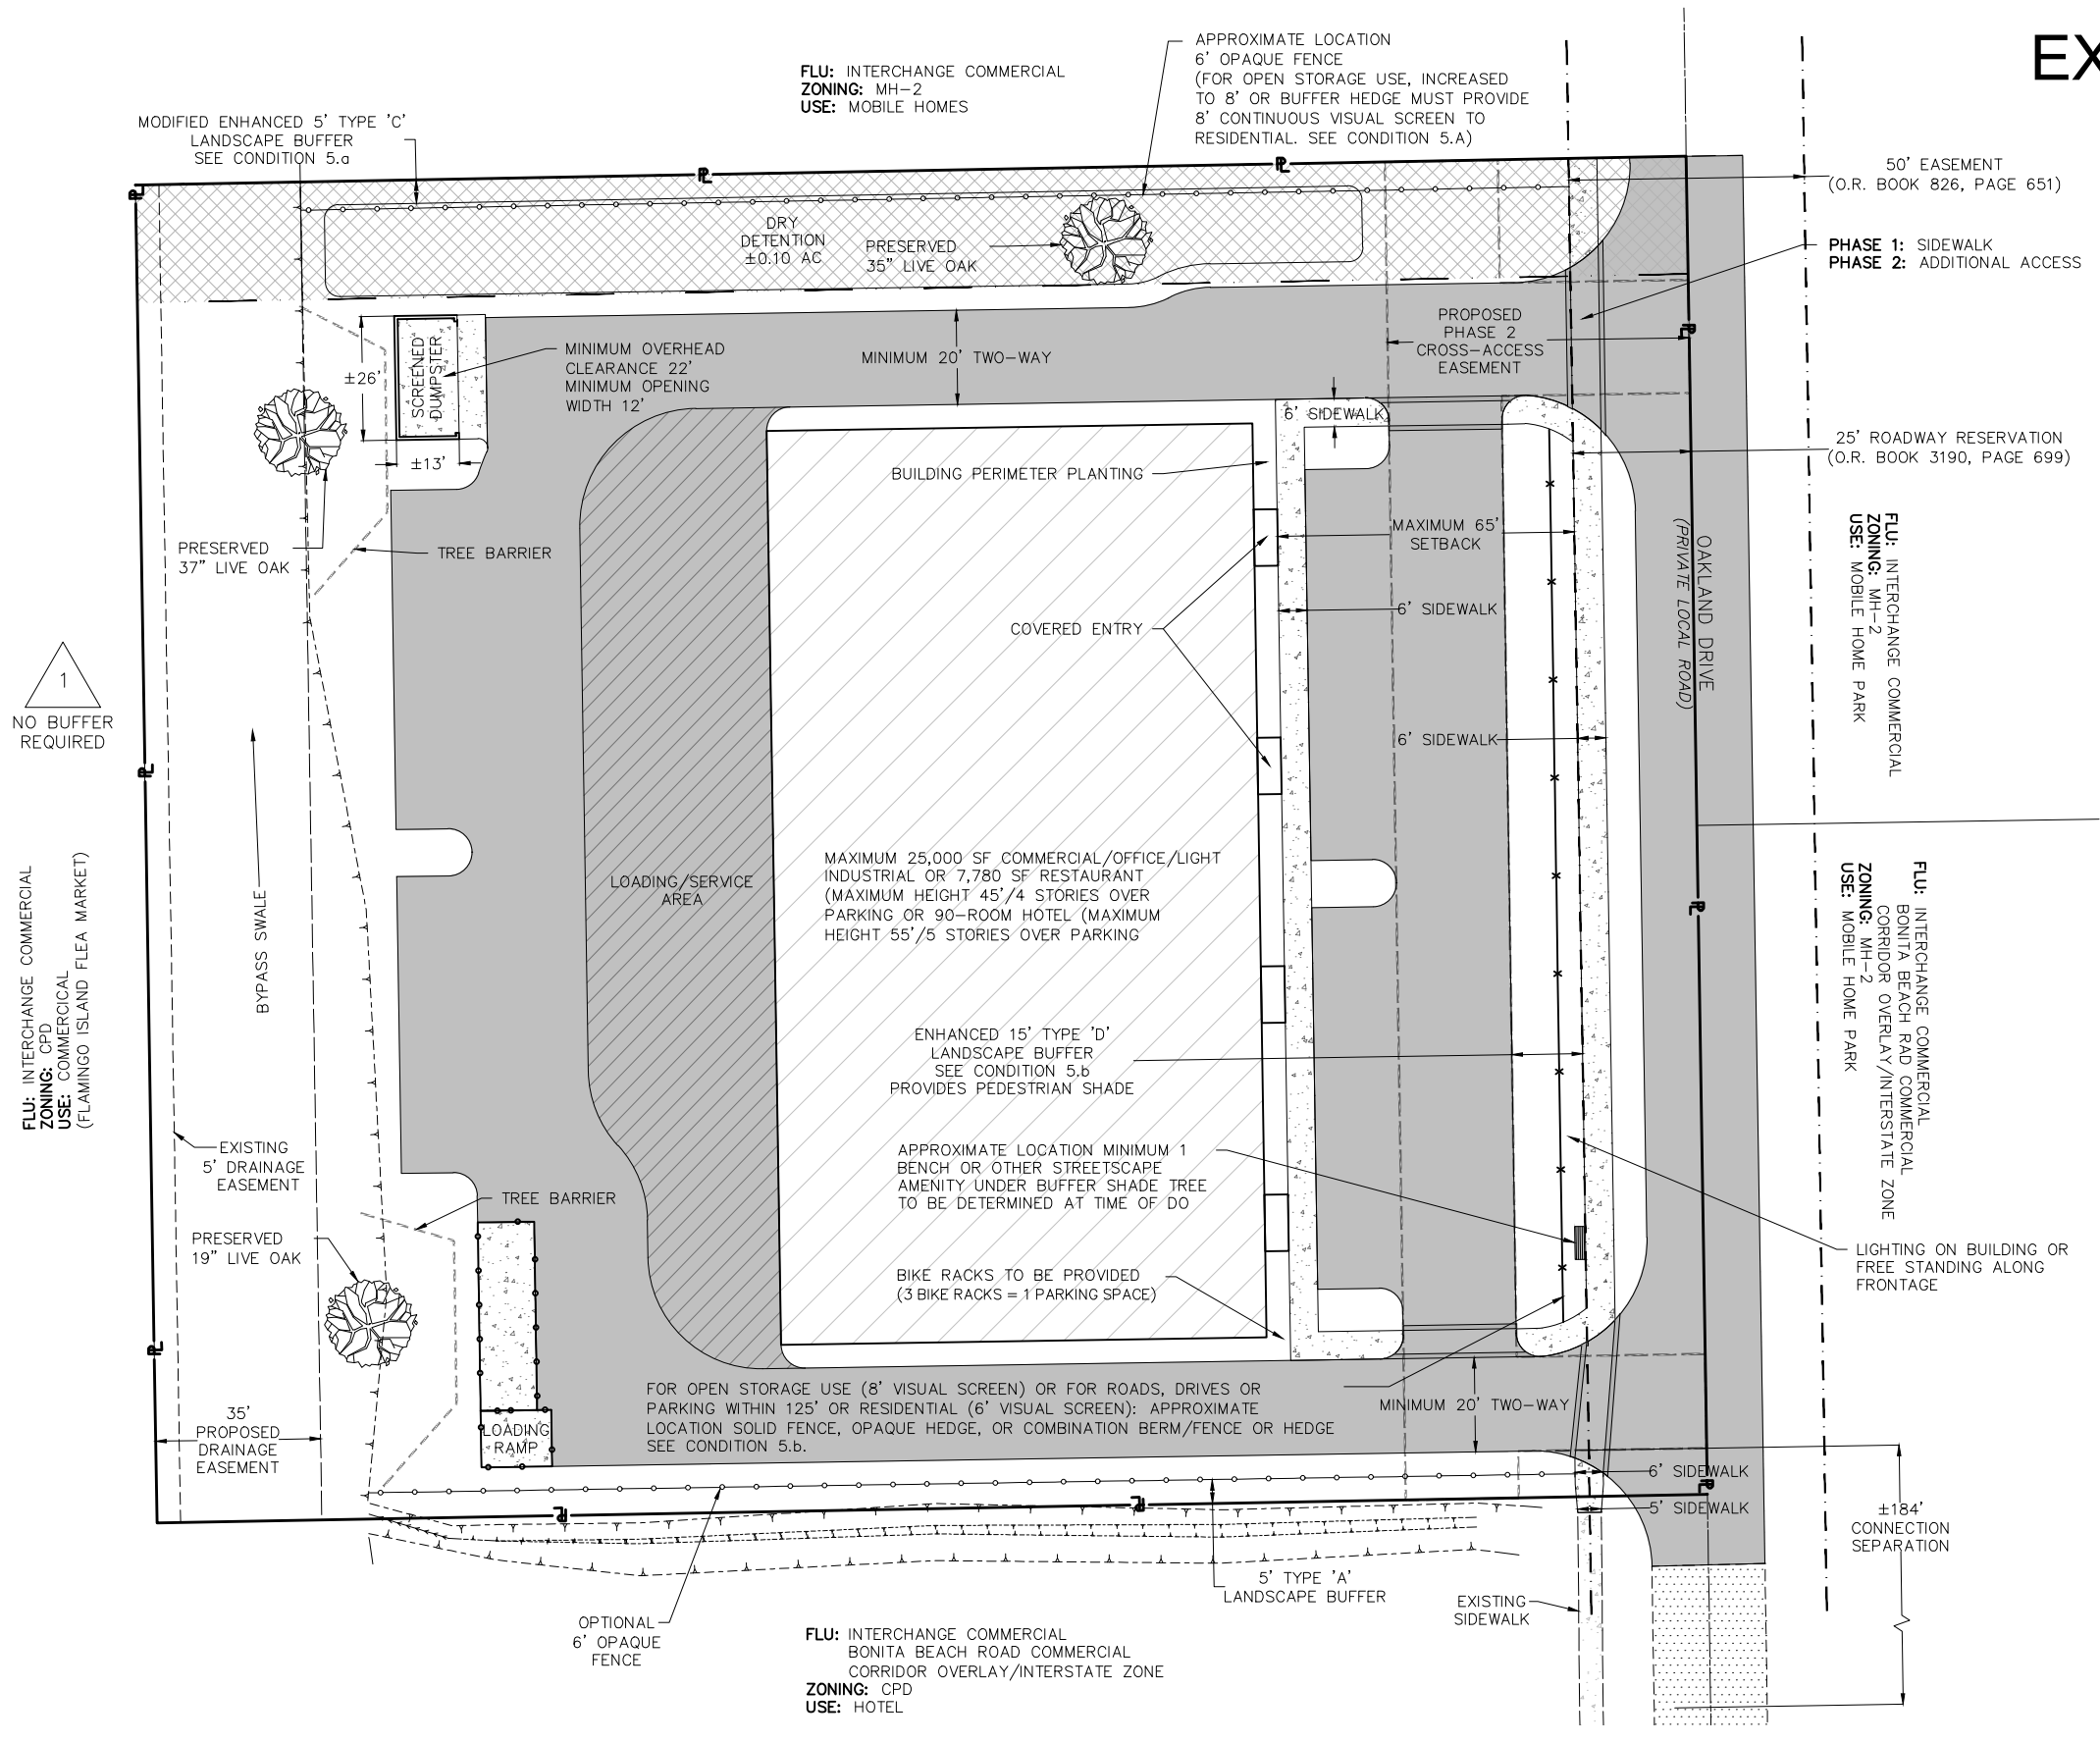 EX
APPROXIMATE LOCATION
6' OPAQUE FENCE
(FOR OPEN STORAGE USE, INCREASED
TO 8' OR BUFFER HEDGE MUST PROVIDE
8' CONTINUOUS VISUAL SCREEN TO
RESIDENTIAL. SEE CONDITION 5.A)
FLU: INTERCHANGE COMMERCIAL
ZONING: MH-2
USE: MOBILE HOMES
MODIFIED ENHANCED 5' TYPE 'C'
LANDSCAPE BUFFER
SEE CONDITION 5.a
50' EASEMENT
(O.R. BOOK 826, PAGE 651)
DRY
DETENTION
±0.10 AC
PRESERVED
35" LIVE OAK
PHASE 1: SIDEWALK
PHASE 2: ADDITIONAL ACCESS
PROPOSED
PHASE 2
CROSS-ACCESS
EASEMENT
MINIMUM OVERHEAD
CLEARANCE 22'
MINIMUM OPENING
WIDTH 12'
MINIMUM 20' TWO-WAY
SCREENED
DUMPSTER
±26'
±13'
6' SIDEWALK
25' ROADWAY RESERVATION
(O.R. BOOK 3190, PAGE 699)
BUILDING PERIMETER PLANTING
MAXIMUM 65'
SETBACK
PRESERVED
37" LIVE OAK
TREE BARRIER
OAKLAND DRIVE
(PRIVATE LOCAL ROAD)
FLU: INTERCHANGE COMMERCIAL
ZONING: MH-2
USE: MOBILE HOME PARK
6' SIDEWALK
COVERED ENTRY
1
NO BUFFER
REQUIRED
6' SIDEWALK
FLU: INTERCHANGE COMMERCIAL
ZONING: CPD
USE: COMMERCICAL
(FLAMINGO ISLAND FLEA MARKET)
BYPASS SWALE
LOADING/SERVICE
AREA
MAXIMUM 25,000 SF COMMERCIAL/OFFICE/LIGHT
INDUSTRIAL OR 7,780 SF RESTAURANT
(MAXIMUM HEIGHT 45'/4 STORIES OVER
PARKING OR 90-ROOM HOTEL (MAXIMUM
HEIGHT 55'/5 STORIES OVER PARKING
FLU: INTERCHANGE COMMERCIAL
BONITA BEACH RAD COMMERCIAL
CORRIDOR OVERLAY/INTERSTATE ZONE
ZONING: MH-2
USE: MOBILE HOME PARK
ENHANCED 15' TYPE 'D'
LANDSCAPE BUFFER
SEE CONDITION 5.b
PROVIDES PEDESTRIAN SHADE
EXISTING
5' DRAINAGE
EASEMENT
APPROXIMATE LOCATION MINIMUM 1
BENCH OR OTHER STREETSCAPE
AMENITY UNDER BUFFER SHADE TREE
TO BE DETERMINED AT TIME OF DO
TREE BARRIER
PRESERVED
19" LIVE OAK
LIGHTING ON BUILDING OR
FREE STANDING ALONG
FRONTAGE
BIKE RACKS TO BE PROVIDED
(3 BIKE RACKS = 1 PARKING SPACE)
FOR OPEN STORAGE USE (8' VISUAL SCREEN) OR FOR ROADS, DRIVES OR
PARKING WITHIN 125' OR RESIDENTIAL (6' VISUAL SCREEN): APPROXIMATE
LOCATION SOLID FENCE, OPAQUE HEDGE, OR COMBINATION BERM/FENCE OR HEDGE
SEE CONDITION 5.b.
MINIMUM 20' TWO-WAY
35'
PROPOSED
DRAINAGE
EASEMENT
LOADING
RAMP
6' SIDEWALK
5' SIDEWALK
±184'
CONNECTION
SEPARATION
5' TYPE 'A'
LANDSCAPE BUFFER
EXISTING
SIDEWALK
OPTIONAL
6' OPAQUE
FENCE
FLU: INTERCHANGE COMMERCIAL
BONITA BEACH ROAD COMMERCIAL
CORRIDOR OVERLAY/INTERSTATE ZONE
ZONING: CPD
USE: HOTEL